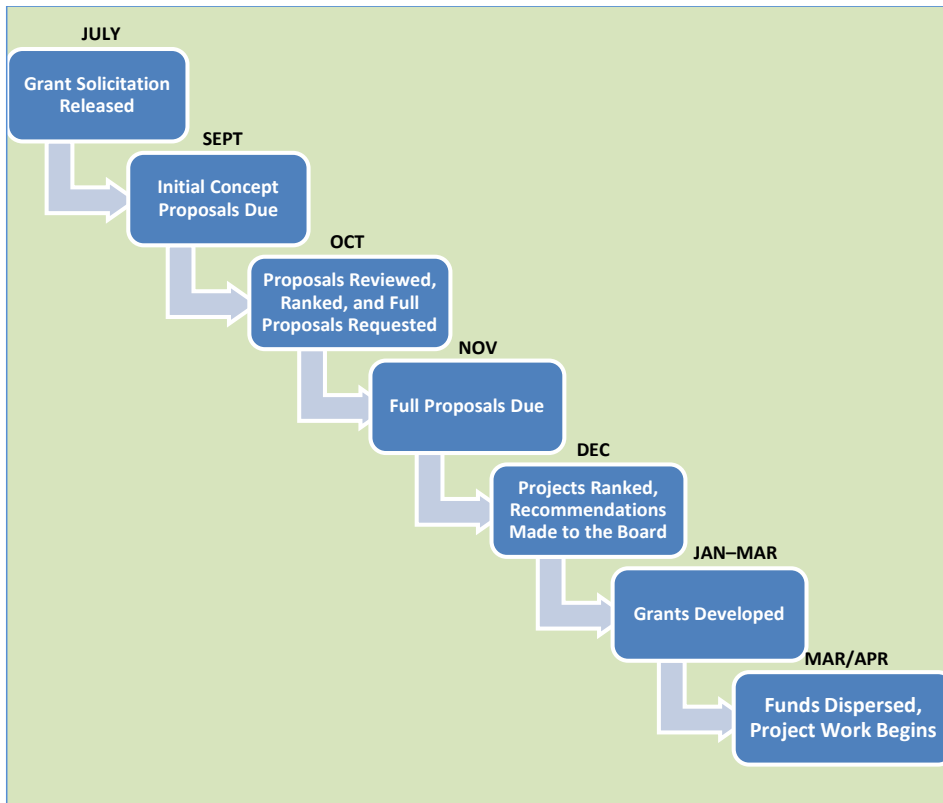 JULY
Grant Solicitation
Released
SEPT
Initial Concept
Proposals Due
OCT
Proposals Reviewed,
Ranked, and Full
Proposals Requested
NOV
Full Proposals Due
DEC
Projects Ranked,
Recommendations
Made to the Board
JAN–MAR
Grants Developed
MAR/APR
Funds Dispersed,
Project Work Begins